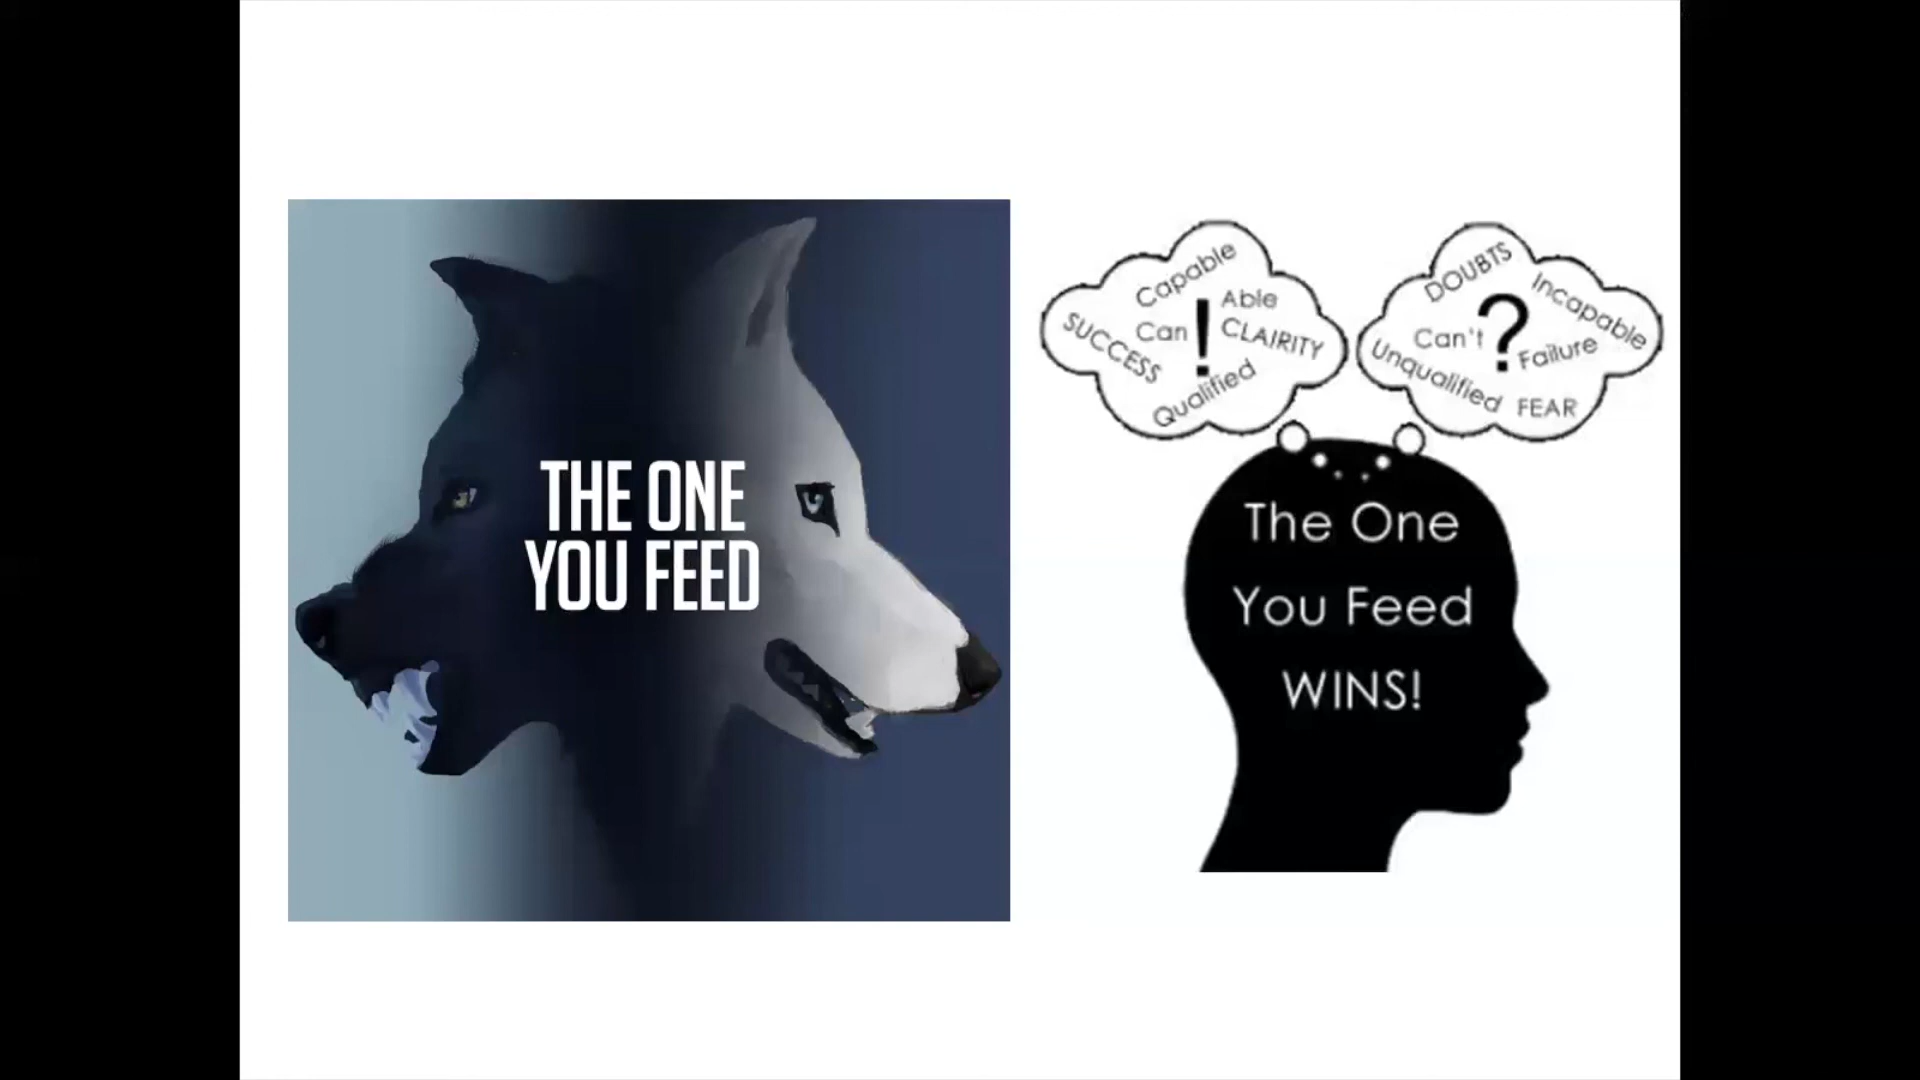 THE ONE
YOU FEED
Capable
Able
Can
!
CLAIRITY
SUCCESS
Qualified
DOUBTS
Incapable
Can't
?
Failure
Unqualified
FEAR
The One
You Feed
WINS!